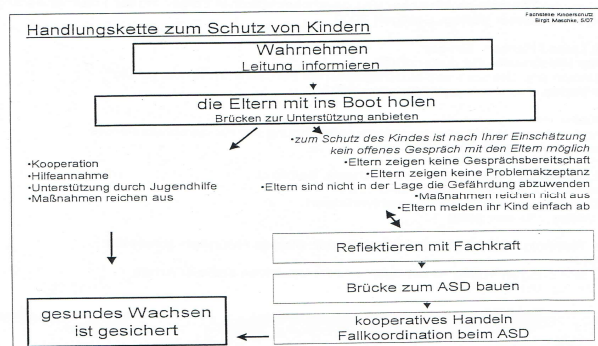 Fachstelle Kinderschutz
Birgit Maschke, 5/07
Handlungskette zum Schutz von Kindern
Wahrnehmen
Leitung informieren
die Eltern mit ins Boot holen
Brücken zur Unterstützung anbieten
•Kooperation
•Hilfeannahme
•Unterstützung durch Jugendhilfe
•Maßnahmen reichen aus
•zum Schutz des Kindes ist nach Ihrer Einschätzung
kein offenes Gespräch mit den Eltern möglich
•Eltern zeigen keine Gesprächsbereitschaft
•Eltern zeigen keine Problemakzeptanz
•Eltern sind nicht in der Lage die Gefährdung abzuwenden
•Maßnahmen reichen nicht aus
•Eltern melden ihr Kind einfach ab
Reflektieren mit Fachkraft
Brücke zum ASD bauen
kooperatives Handeln
Fallkoordination beim ASD
gesundes Wachsen
ist gesichert